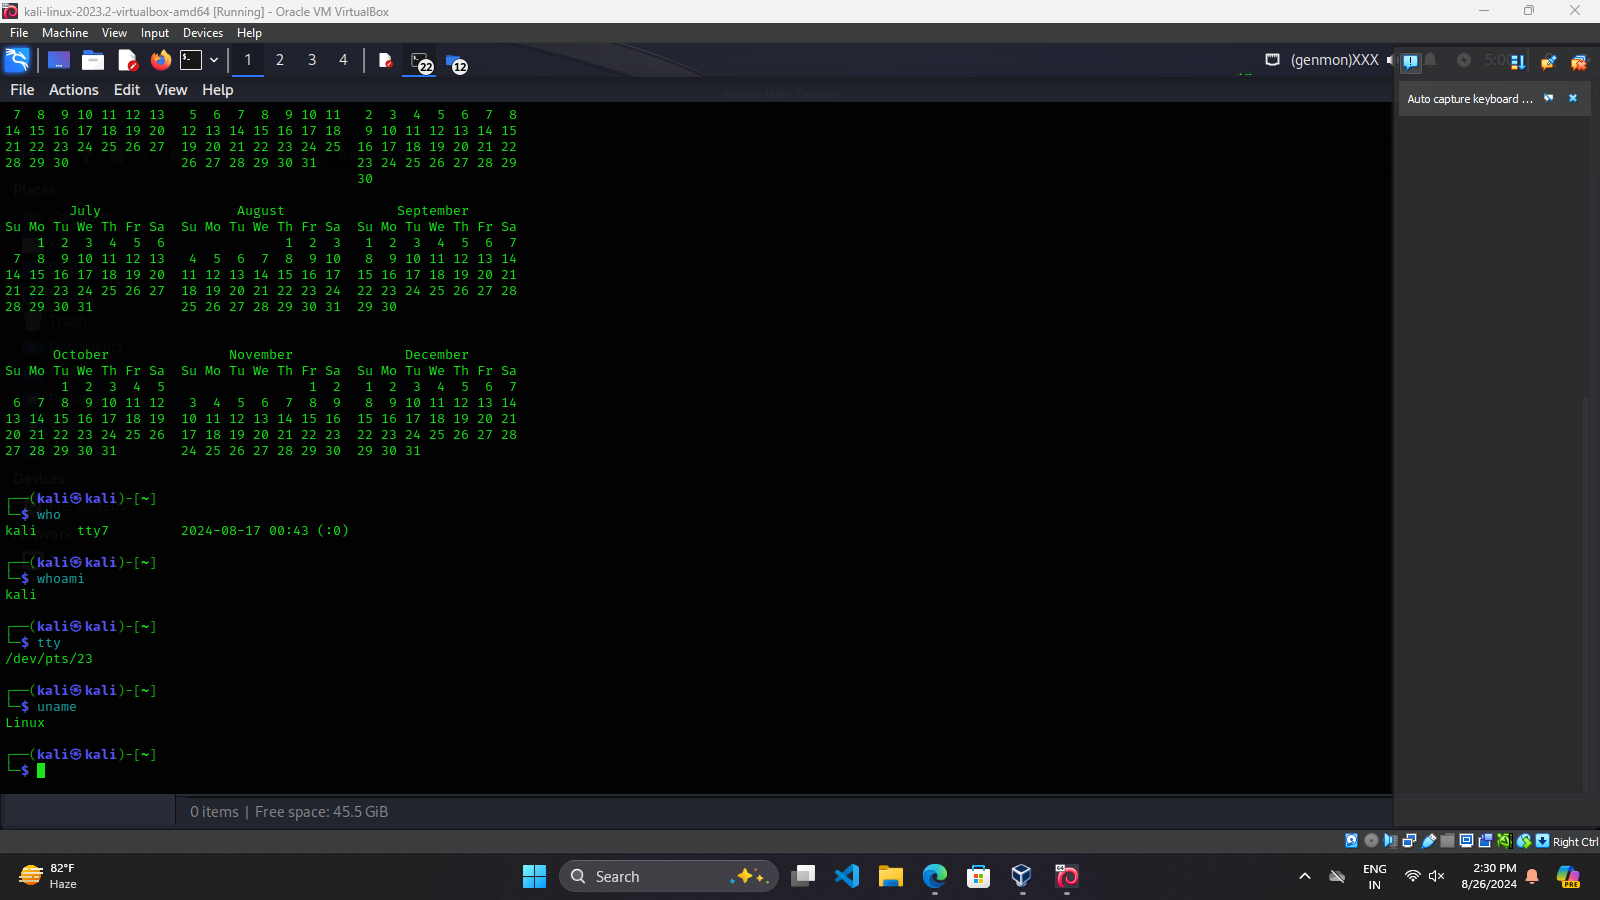 kali-linux-2023.2-virtualbox-amd64 [Running] - Oracle VM VirtualBox
File Machine View Input Devices Help
1 2 3 4 22 12 (genmon)XXX 5:00
File Actions Edit View Help
Auto capture keyboard ...
7 8 9 10 11 12 13 5 6 7 8 9 10 11 2 3 4 5 6 7 8
14 15 16 17 18 19 20 12 13 14 15 16 17 18 9 10 11 12 13 14 15
21 22 23 24 25 26 27 19 20 21 22 23 24 25 16 17 18 19 20 21 22
28 29 30 26 27 28 29 30 31 23 24 25 26 27 28 29
30
Places
July August September
Su Mo Tu We Th Fr Sa Su Mo Tu We Th Fr Sa Su Mo Tu We Th Fr Sa
1 2 3 4 5 6 1 2 3 1 2 3 4 5 6 7
7 8 9 10 11 12 13 4 5 6 7 8 9 10 8 9 10 11 12 13 14
14 15 16 17 18 19 20 11 12 13 14 15 16 17 15 16 17 18 19 20 21
21 22 23 24 25 26 27 18 19 20 21 22 23 24 22 23 24 25 26 27 28
28 29 30 31 25 26 27 28 29 30 31 29 30
Trash
October November December
Su Mo Tu We Th Fr Sa Su Mo Tu We Th Fr Sa Su Mo Tu We Th Fr Sa
1 2 3 4 5 1 2 1 2 3 4 5 6 7
6 7 8 9 10 11 12 3 4 5 6 7 8 9 8 9 10 11 12 13 14
13 14 15 16 17 18 19 10 11 12 13 14 15 16 15 16 17 18 19 20 21
20 21 22 23 24 25 26 17 18 19 20 21 22 23 22 23 24 25 26 27 28
27 28 29 30 31 24 25 26 27 28 29 30 29 30 31
Devices
┌──(kali㉿kali)-[~]
└─$ who
kali tty7 2024-08-17 00:43 (:0)
┌──(kali㉿kali)-[~]
└─$ whoami
kali
┌──(kali㉿kali)-[~]
└─$ tty
/dev/pts/23
┌──(kali㉿kali)-[~]
└─$ uname
Linux
┌──(kali㉿kali)-[~]
└─$
0 items | Free space: 45.5 GiB
Right Ctrl
82°F
Haze
Search
ENG
IN
2:30 PM
8/26/2024
PRE